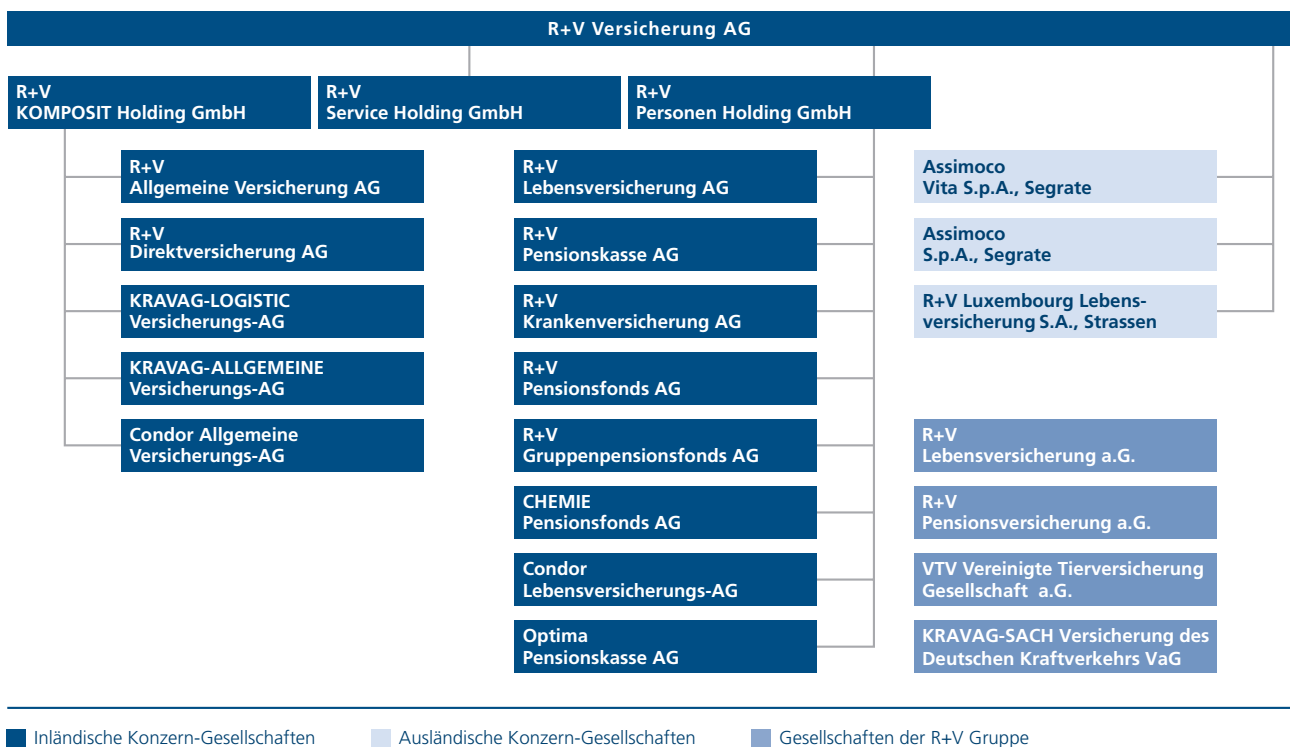 R+V Versicherung AG
R+V
KOMPOSIT Holding GmbH
R+V
Service Holding GmbH
R+V
Personen Holding GmbH
R+V
Allgemeine Versicherung AG
R+V
Direktversicherung AG
KRAVAG-LOGISTIC
Versicherungs-AG
KRAVAG-ALLGEMEINE
Versicherungs-AG
Condor Allgemeine
Versicherungs-AG
R+V
Lebensversicherung AG
R+V
Pensionskasse AG
R+V
Krankenversicherung AG
R+V
Pensionsfonds AG
R+V
Gruppenpensionsfonds AG
CHEMIE
Pensionsfonds AG
Condor
Lebensversicherungs-AG
Optima
Pensionskasse AG
Assimoco
Vita S.p.A., Segrate
Assimoco
S.p.A., Segrate
R+V Luxembourg Lebens-
versicherung S.A., Strassen
R+V
Lebensversicherung a.G.
R+V
Pensionsversicherung a.G.
VTV Vereinigte Tierversicherung
Gesellschaft a.G.
KRAVAG-SACH Versicherung des
Deutschen Kraftverkehrs VaG
Inländische Konzern-Gesellschaften
Ausländische Konzern-Gesellschaften
Gesellschaften der R+V Gruppe